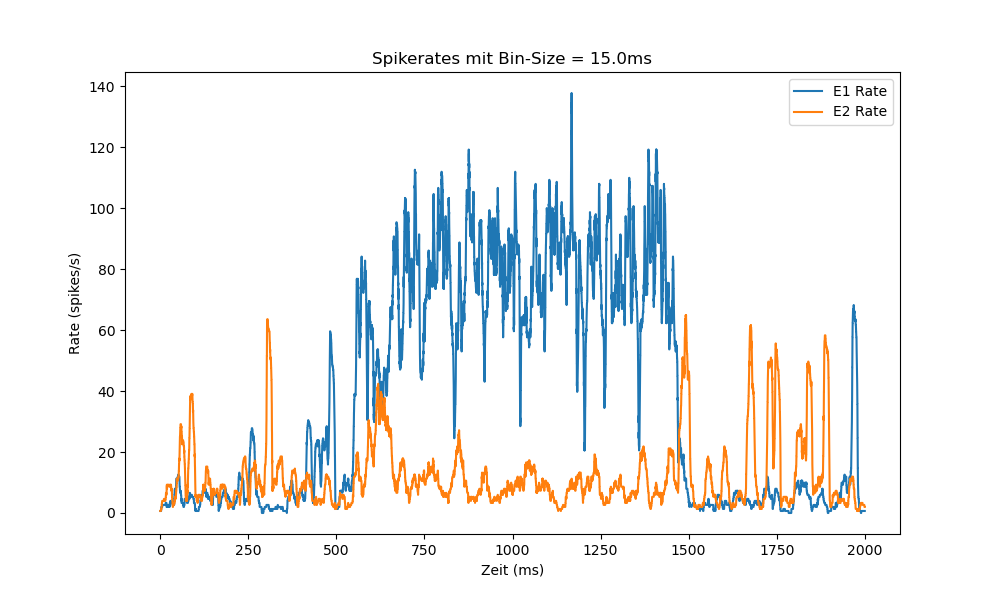 Spikerates mit Bin-Size = 15.0ms
E1 Rate
E2 Rate
140
120
100
80
60
40
20
0
Rate (spikes/s)
0 250 500 750 1000 1250 1500 1750 2000
Zeit (ms)